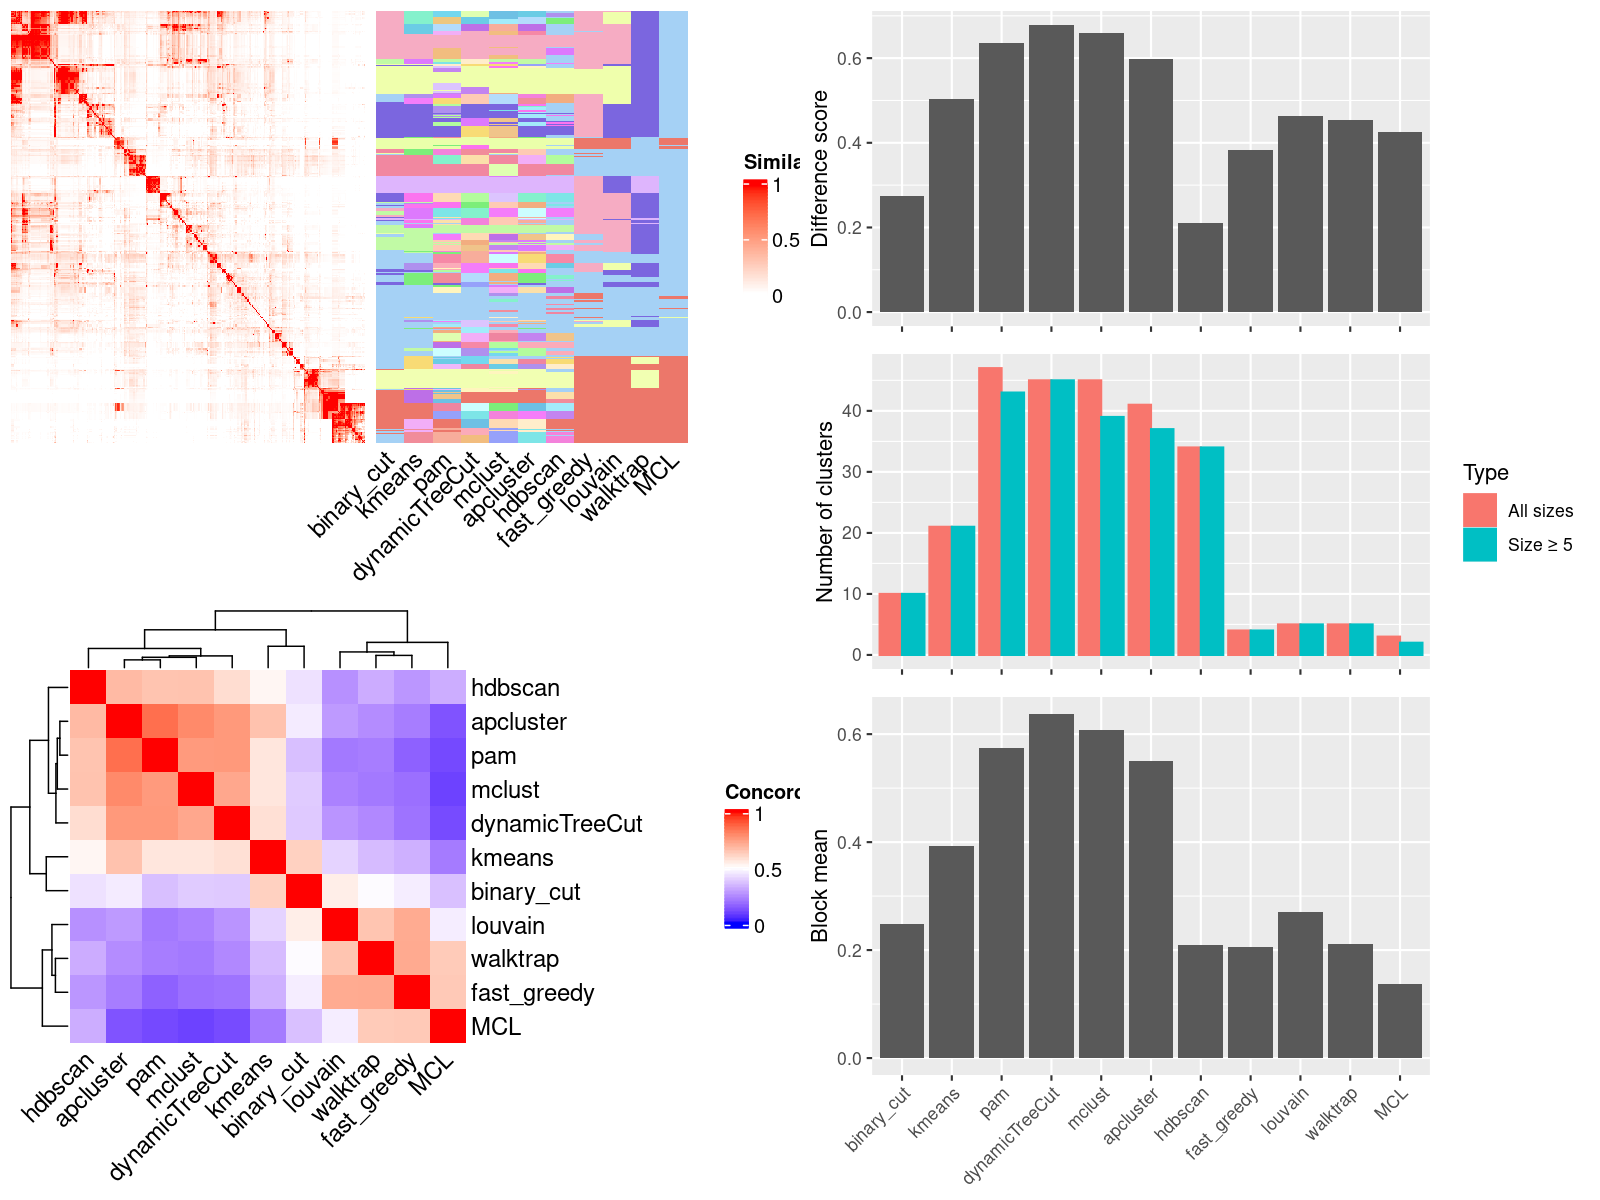 Simila
1
0.5
0
binary_cut
kmeans
pam
dynamicTreeCut
mclust
apcluster
hdbscan
fast_greedy
louvain
walktrap
MCL
hdbscan
apcluster
pam
mclust
dynamicTreeCut
kmeans
binary_cut
louvain
walktrap
fast_greedy
MCL
hdbscan
apcluster
pam
mclust
dynamicTreeCut
kmeans
binary_cut
louvain
walktrap
fast_greedy
MCL
Concord
1
0.5
0
Difference score
0.6
0.4
0.2
0.0
Number of clusters
40
30
20
10
0
Type
All sizes
Size ≥ 5
Block mean
0.6
0.4
0.2
0.0
binary_cut
kmeans
pam
dynamicTreeCut
mclust
apcluster
hdbscan
fast_greedy
louvain
walktrap
MCL